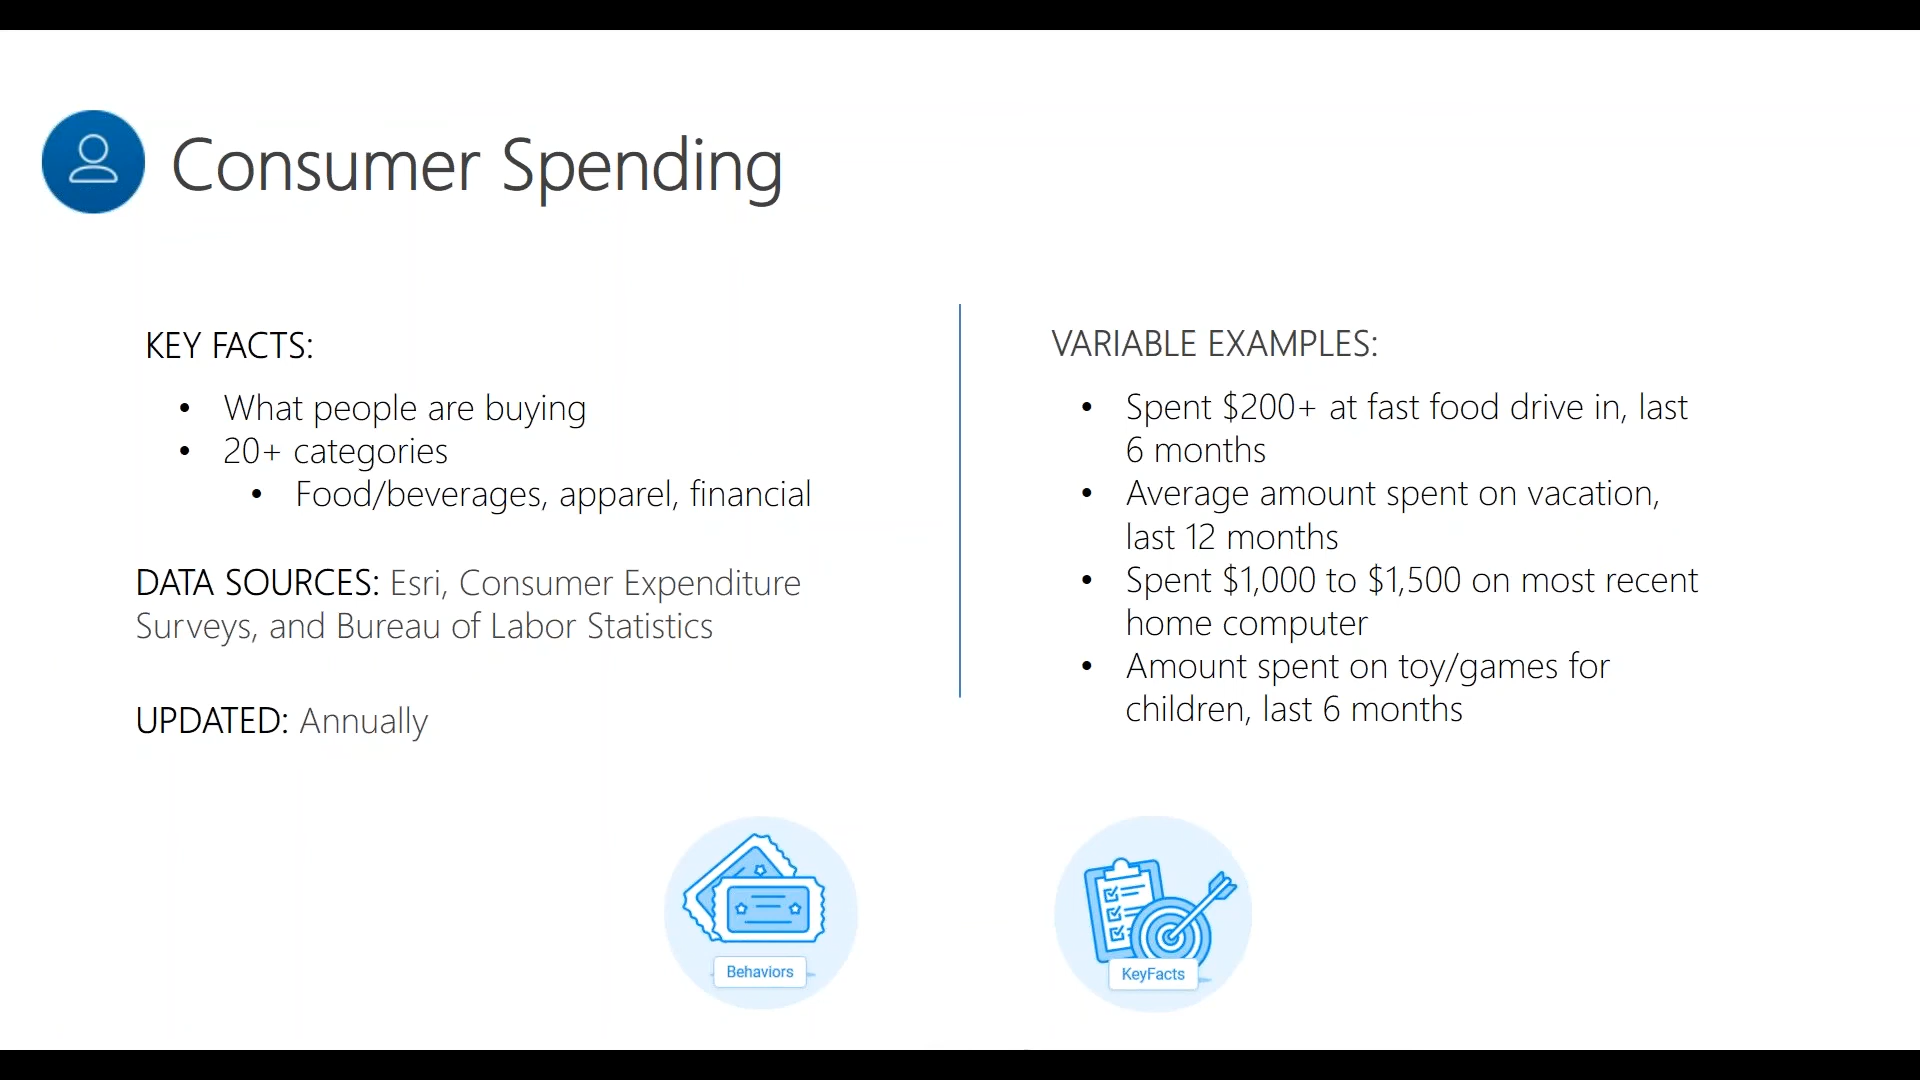 Consumer Spending
KEY FACTS:
• What people are buying
• 20+ categories
• Food/beverages, apparel, financial
DATA SOURCES: Esri, Consumer Expenditure
Surveys, and Bureau of Labor Statistics
UPDATED: Annually
VARIABLE EXAMPLES:
• Spent $200+ at fast food drive in, last
6 months
• Average amount spent on vacation,
last 12 months
• Spent $1,000 to $1,500 on most recent
home computer
• Amount spent on toy/games for
children, last 6 months
Behaviors
KeyFacts